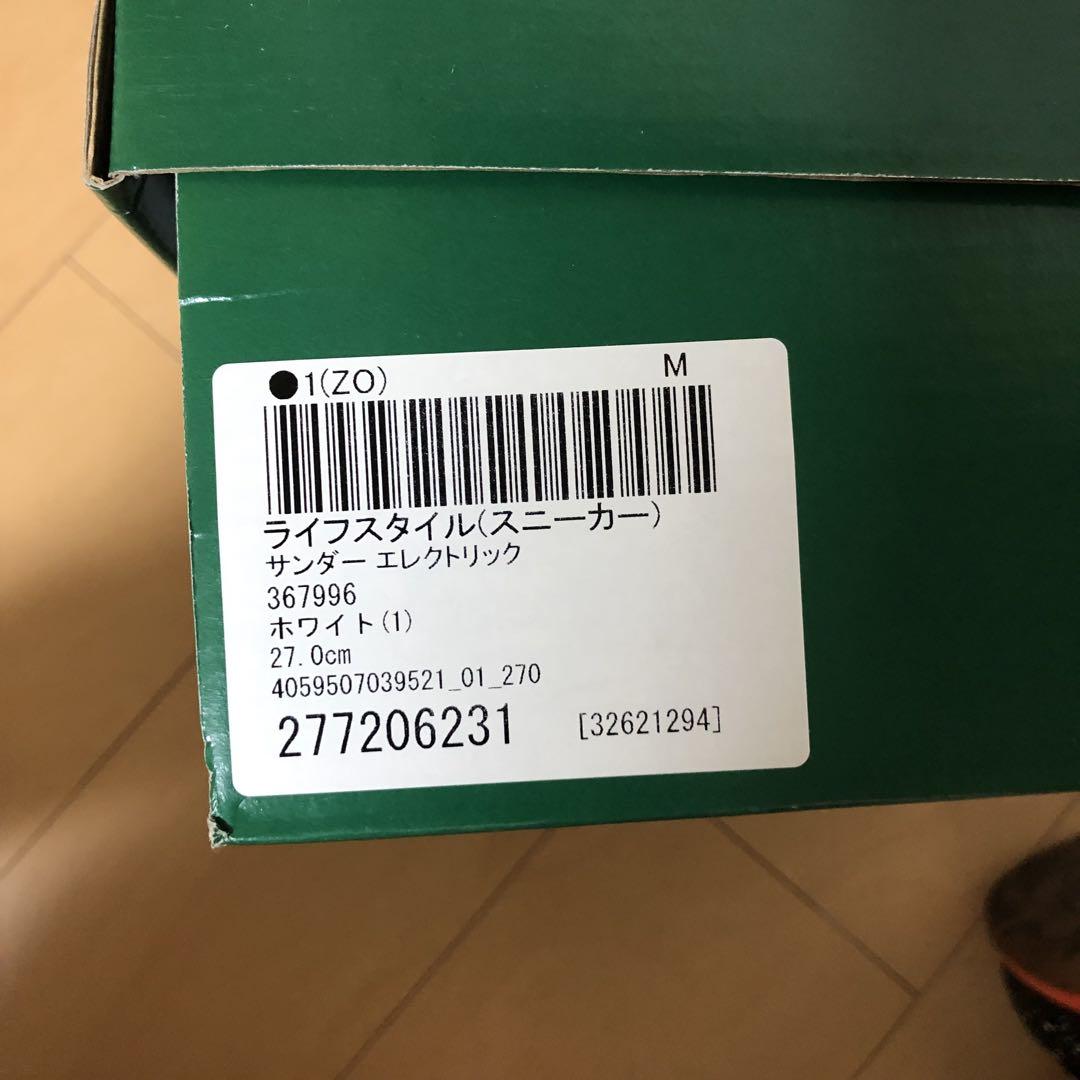 ●1(ZO) M
ライフスタイル(スニーカー)
サンダー エレクトリック
367996
ホワイト(1)
27.0cm
4059507039521_01_270
277206231 [32621294]